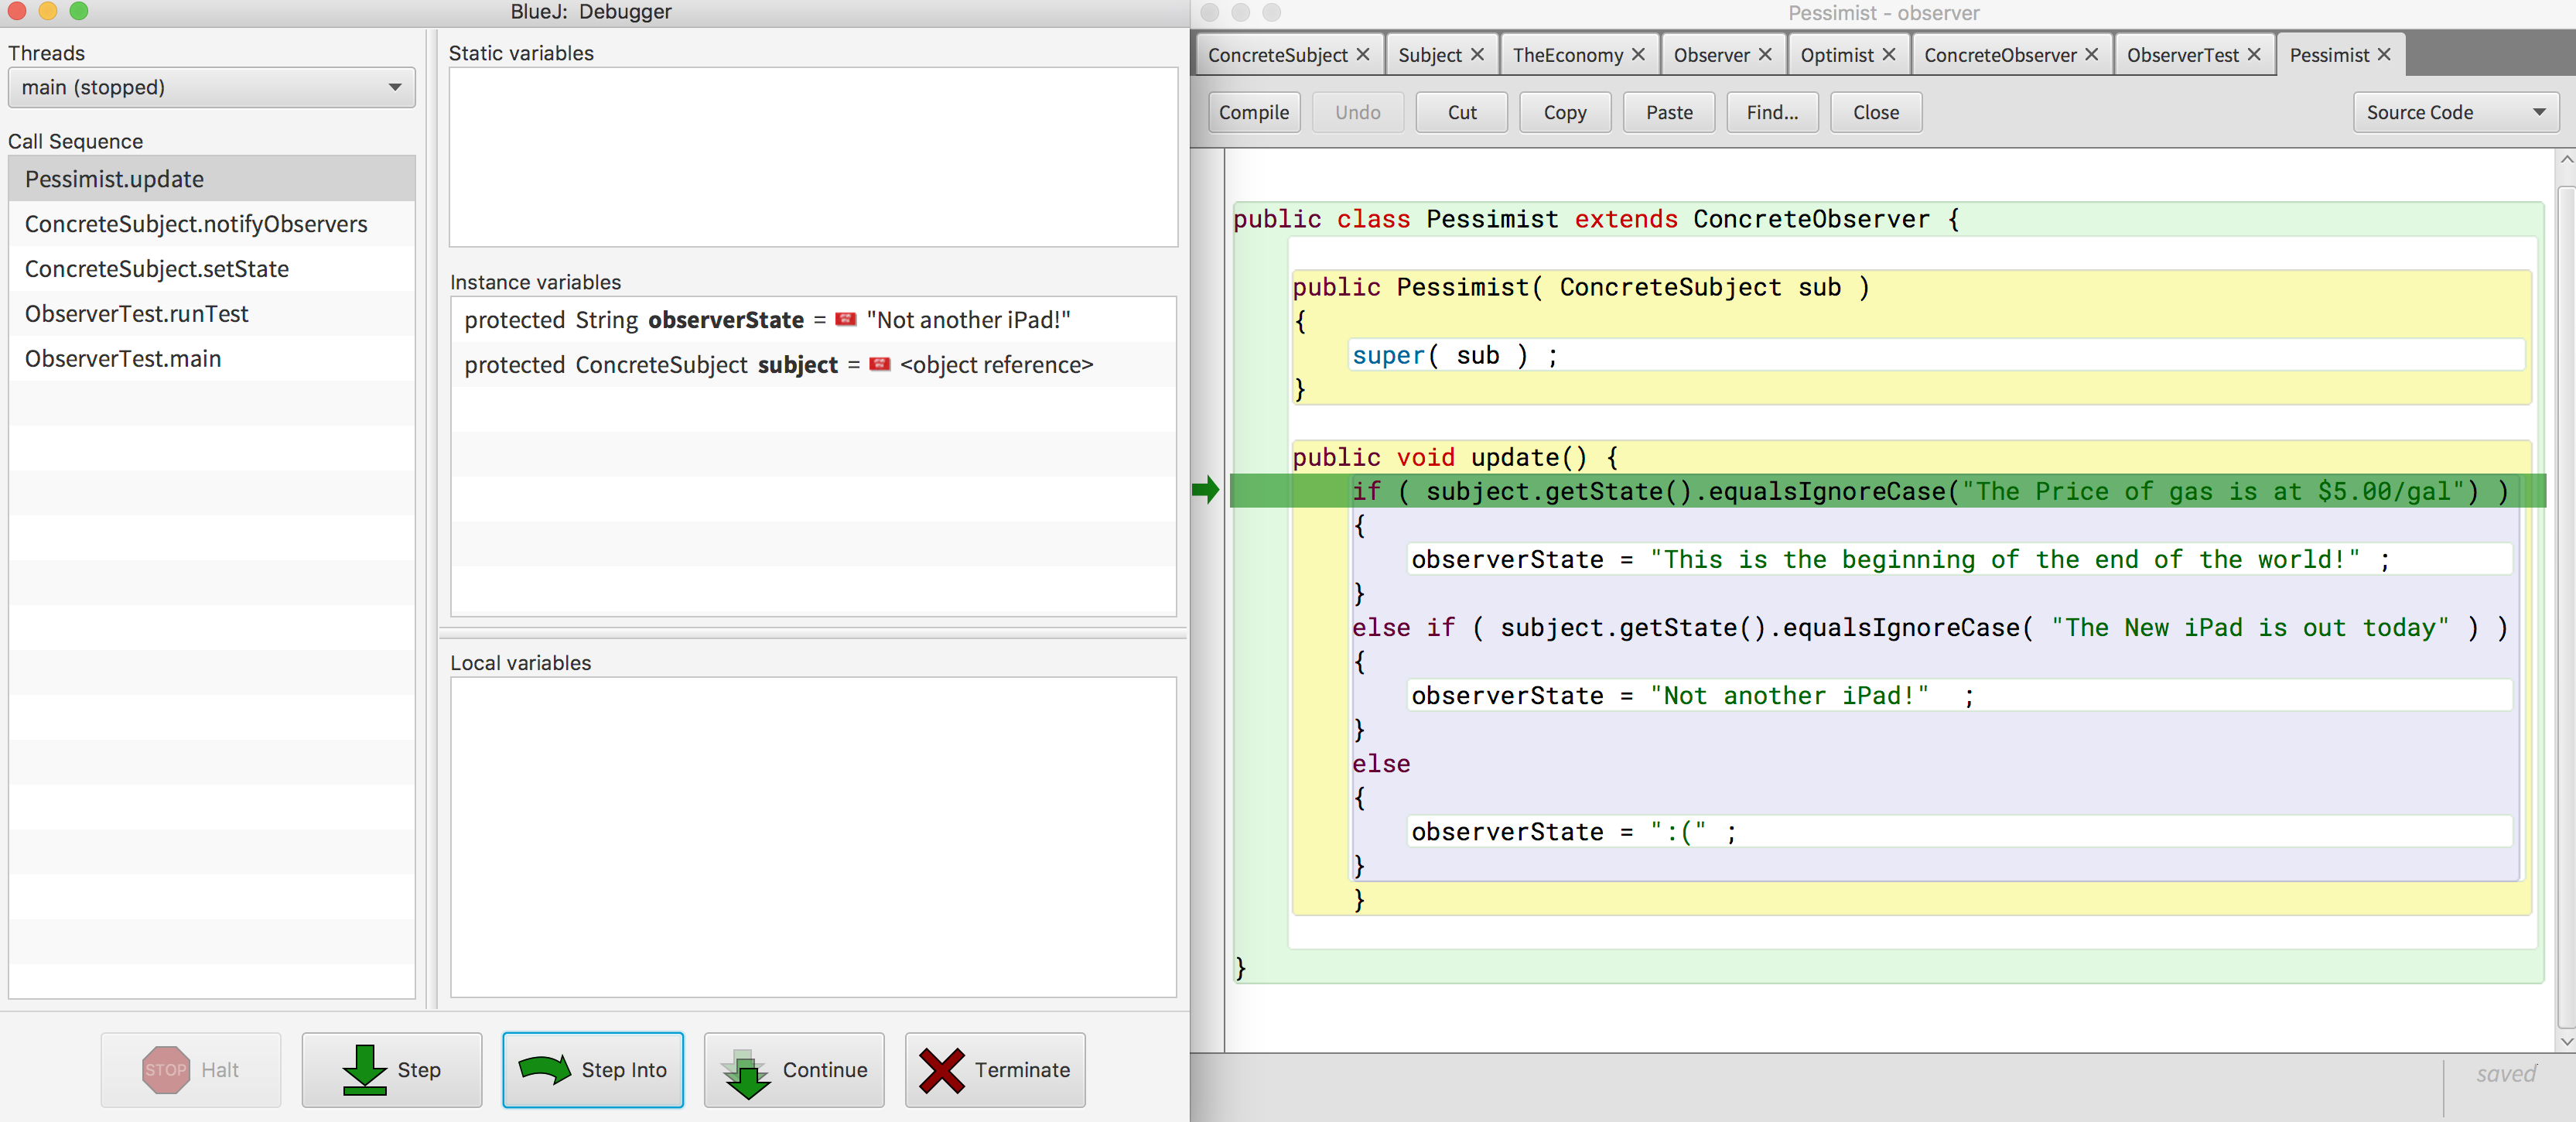 BlueJ: Debugger
Threads
main (stopped)
Call Sequence
Pessimist.update
ConcreteSubject.notifyObservers
ConcreteSubject.setState
ObserverTest.runTest
ObserverTest.main
Static variables
Instance variables
protected String observerState = "Not another iPad!"
protected ConcreteSubject subject = <object reference>
Local variables
STOP Halt
Step
Step Into
Continue
Terminate
Pessimist - observer
ConcreteSubject Subject TheEconomy Observer Optimist ConcreteObserver ObserverTest Pessimist
Compile Undo Cut Copy Paste Find... Close Source Code
public class Pessimist extends ConcreteObserver {
public Pessimist( ConcreteSubject sub )
{
super( sub ) ;
}
public void update() {
if ( subject.getState().equalsIgnoreCase("The Price of gas is at $5.00/gal") )
{
observerState = "This is the beginning of the end of the world!" ;
}
else if ( subject.getState().equalsIgnoreCase( "The New iPad is out today" ) )
{
observerState = "Not another iPad!"  ;
}
else
{
observerState = ":(" ;
}
}
}
saved